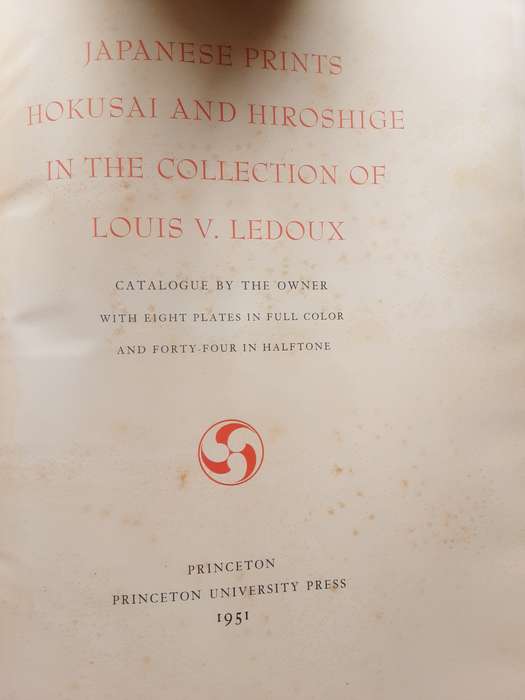 JAPANESE PRINTS
HOKUSAI AND HIROSHIGE
IN THE COLLECTION OF
LOUIS V. LEDOUX
CATALOGUE BY THE OWNER
WITH EIGHT PLATES IN FULL COLOR
AND FORTY-FOUR IN HALFTONE
PRINCETON
PRINCETON UNIVERSITY PRESS
1951